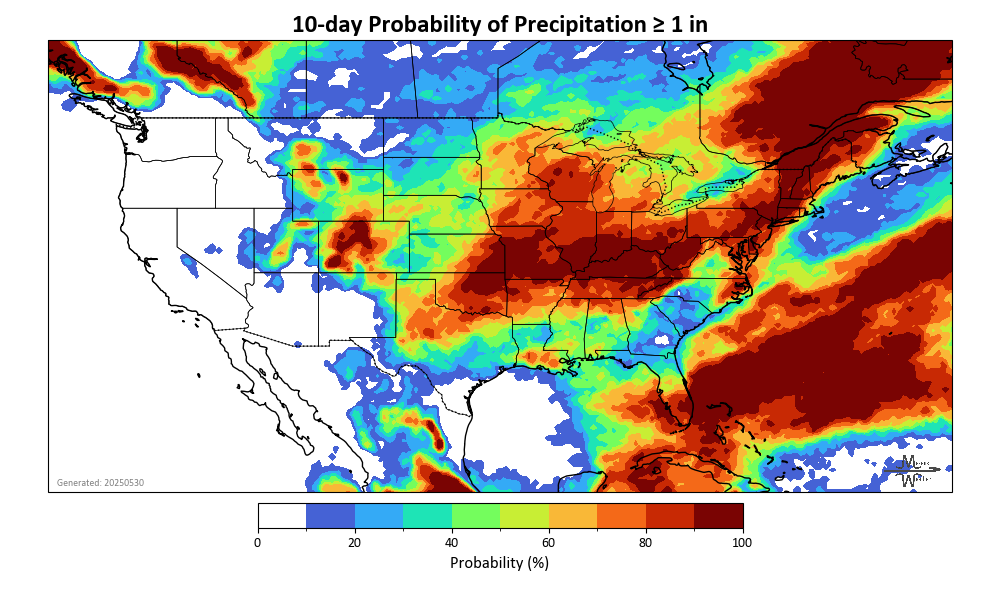 10-day Probability of Precipitation ≥ 1 in
Generated: 20250530
0 20 40 60 80 100
Probability (%)